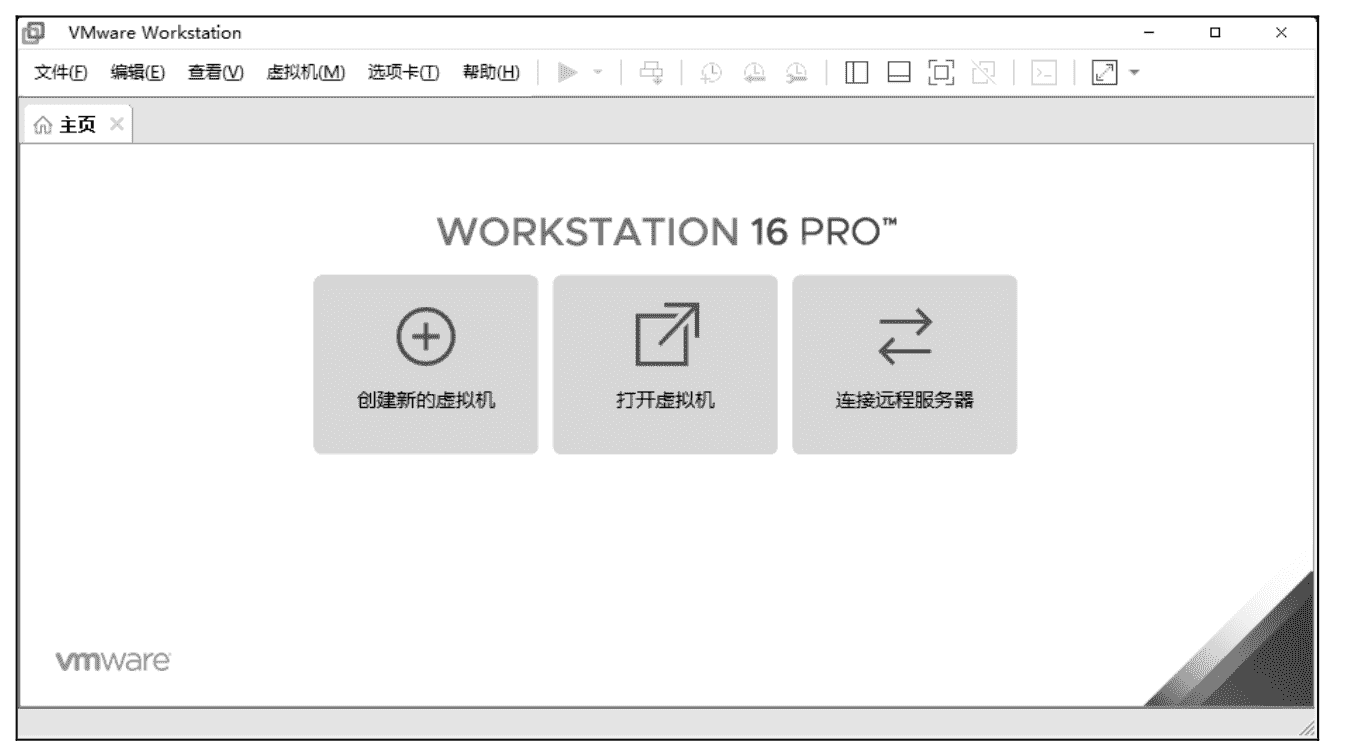 VMware Workstation
文件(F) 编辑(E) 查看(V) 虚拟机(M) 选项卡(T) 帮助(H)
主页
WORKSTATION 16 PRO™
创建新的虚拟机 打开虚拟机 连接远程服务器
vmware